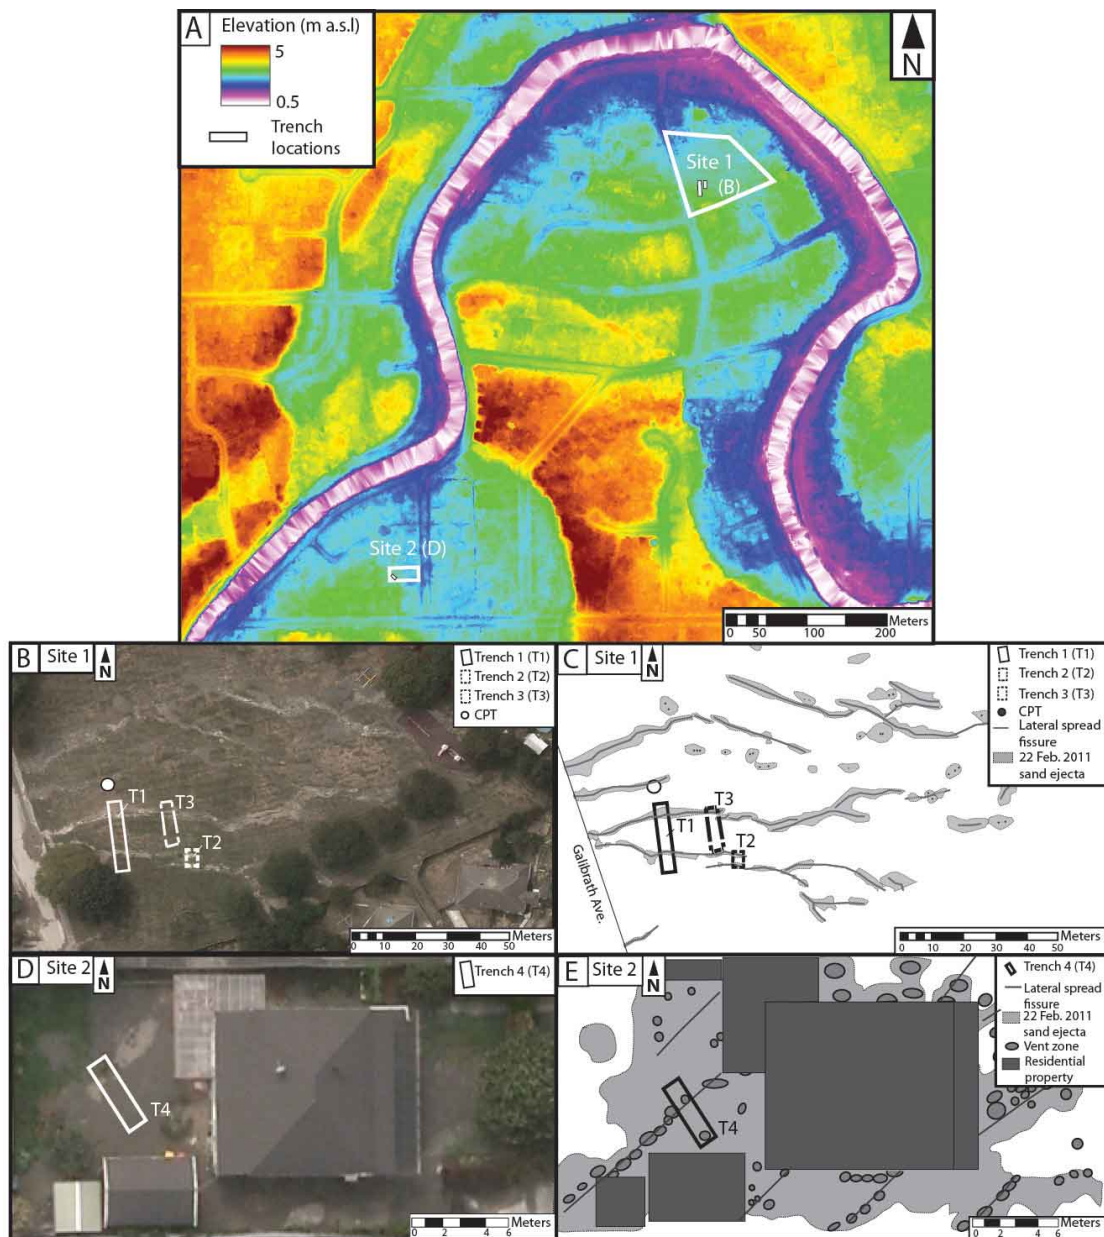 A
Elevation (m a.s.l)
5
0.5
Trench
locations
N
Site 1
(B)
Site 2 (D)
Meters
0 50 100 200
B Site 1
N
Trench 1 (T1)
Trench 2 (T2)
Trench 3 (T3)
CPT
T1
T3
T2
Meters
0 10 20 30 40 50
C Site 1
N
Trench 1 (T1)
Trench 2 (T2)
Trench 3 (T3)
CPT
Lateral spread
fissure
22 Feb. 2011
sand ejecta
T3
T1
T2
Galibrath Ave.
Meters
0 10 20 30 40 50
D Site 2
N
Trench 4 (T4)
T4
Meters
0 2 4 6
E Site 2
N
Trench 4 (T4)
Lateral spread
fissure
22 Feb. 2011
sand ejecta
Vent zone
Residential
property
T4
Meters
0 2 4 6